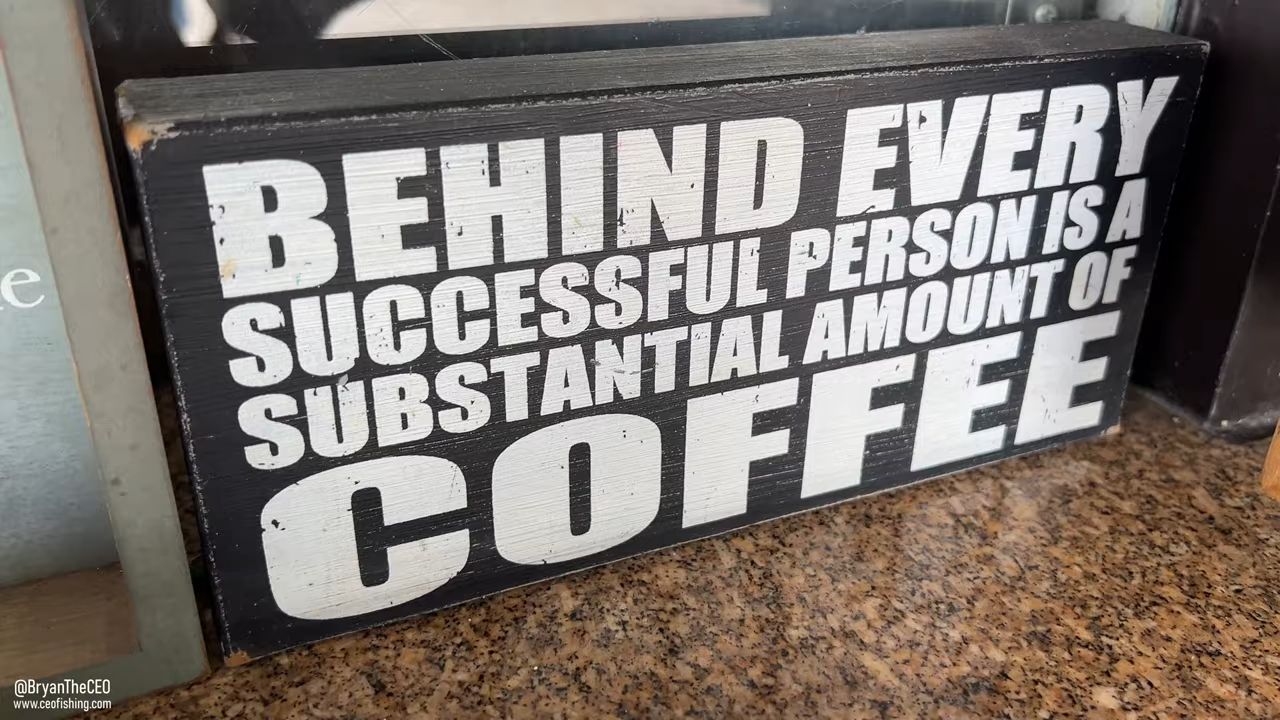 BEHIND EVERY
SUCCESSFUL PERSON IS A
SUBSTANTIAL AMOUNT OF
COFFEE
e
@BryanTheCEO
www.ceofishing.com